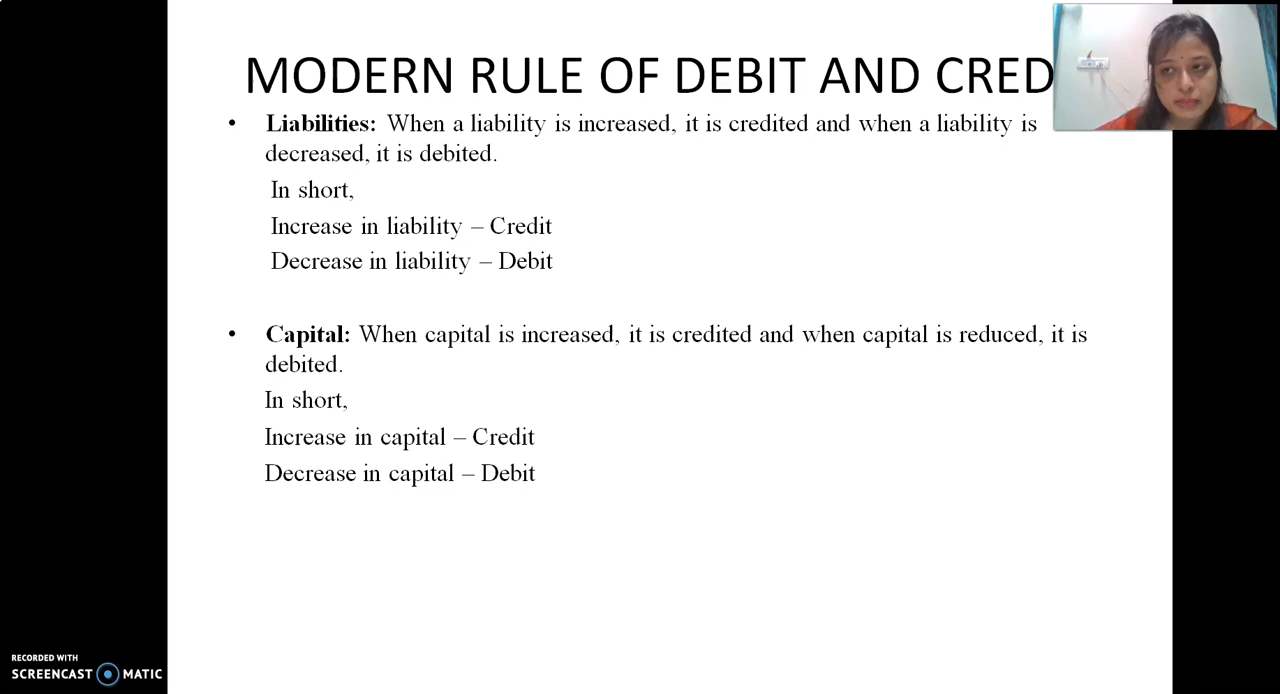 MODERN RULE OF DEBIT AND CRED
• Liabilities: When a liability is increased, it is credited and when a liability is
decreased, it is debited.
In short,
Increase in liability – Credit
Decrease in liability – Debit
• Capital: When capital is increased, it is credited and when capital is reduced, it is
debited.
In short,
Increase in capital – Credit
Decrease in capital – Debit
RECORDED WITH
SCREENCAST MATIC